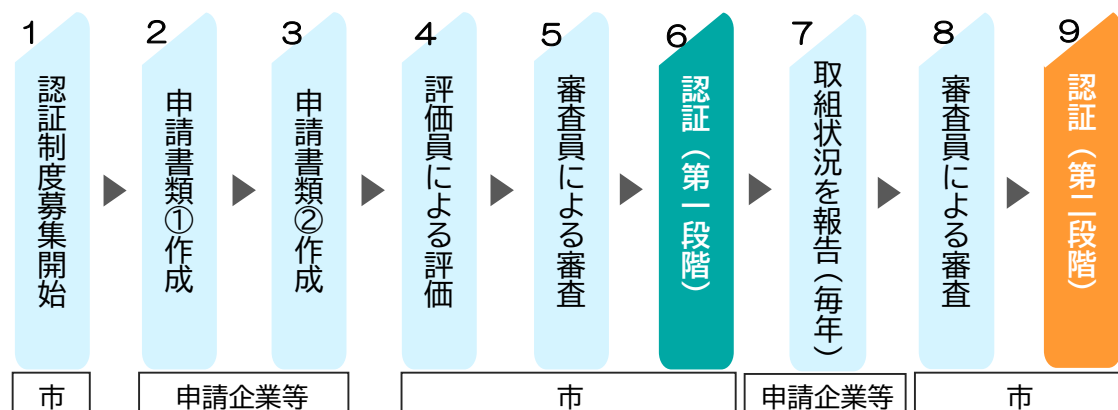 1
認証制度募集開始
2
申請書類①作成
3
申請書類②作成
4
評価員による評価
5
審査員による審査
6
認証（第一段階）
7
取組状況を報告（毎年）
8
審査員による審査
9
認証（第二段階）
市
申請企業等
市
申請企業等
市